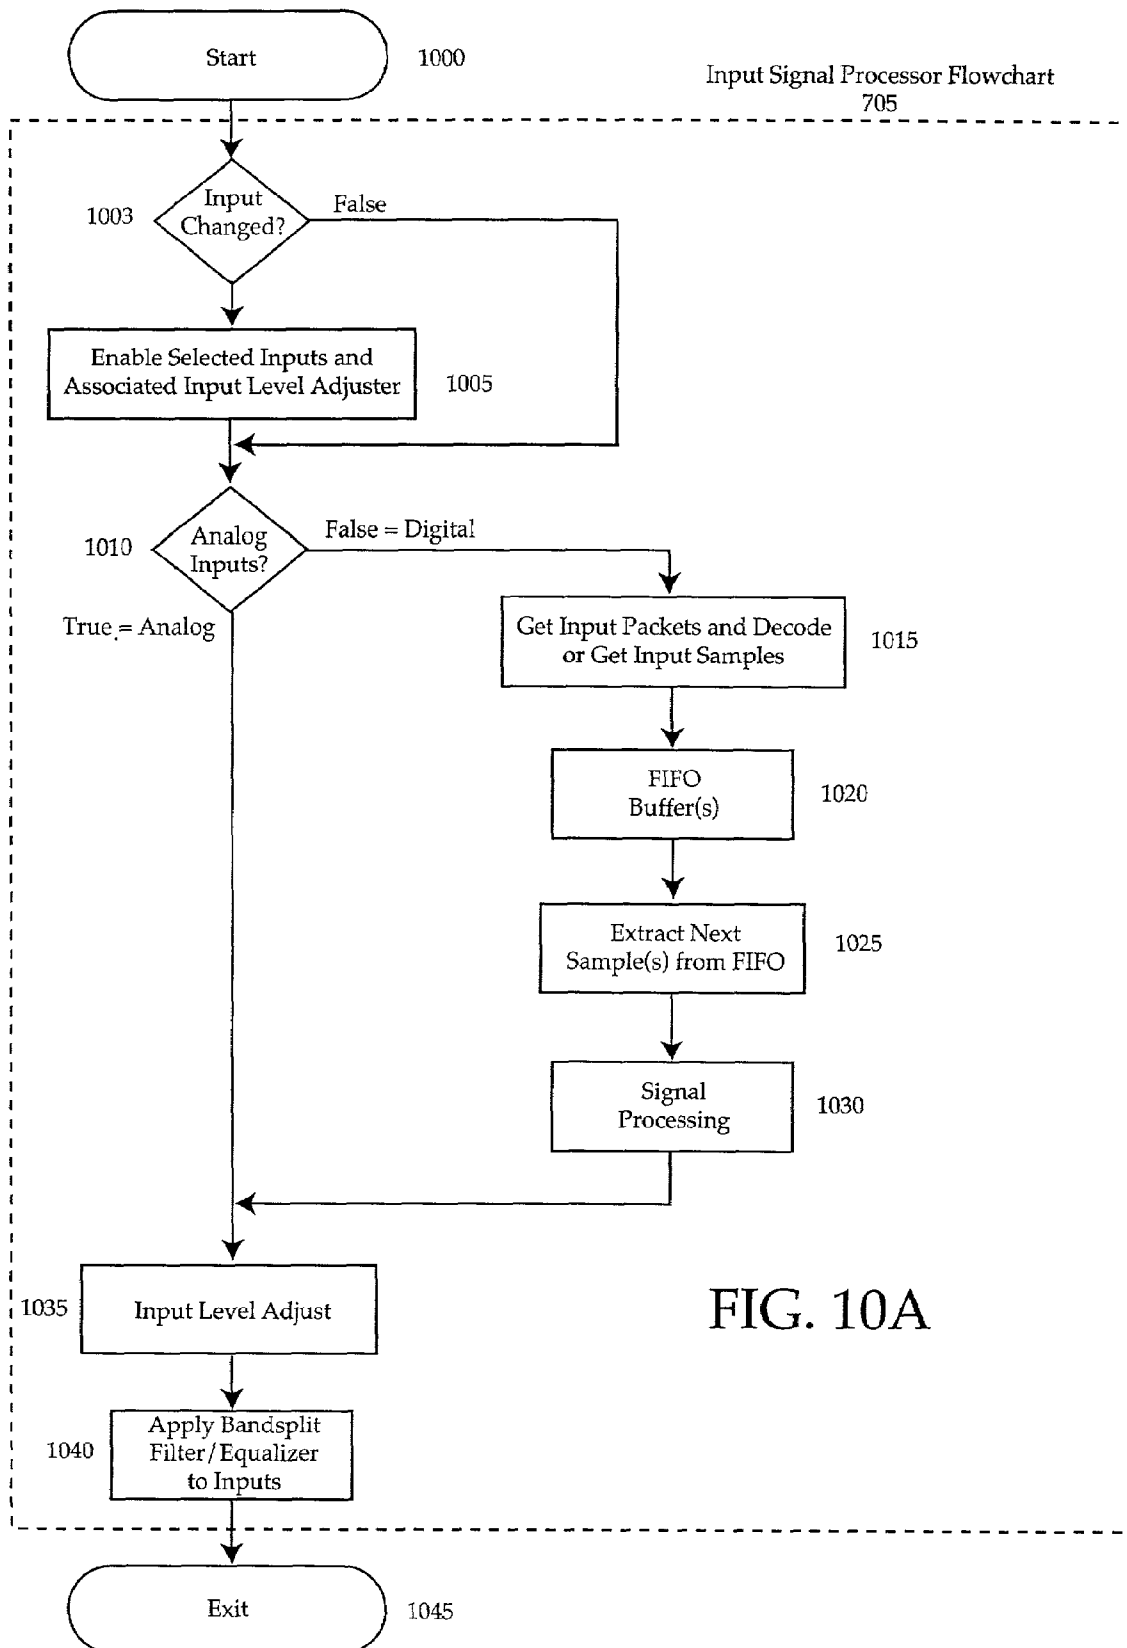 Start
1000
Input Signal Processor Flowchart
705
Input
Changed?
1003
False
Enable Selected Inputs and
Associated Input Level Adjuster
1005
Analog
Inputs?
1010
False = Digital
True = Analog
Get Input Packets and Decode
or Get Input Samples
1015
FIFO
Buffer(s)
1020
Extract Next
Sample(s) from FIFO
1025
Signal
Processing
1030
1035
Input Level Adjust
FIG. 10A
1040
Apply Bandsplit
Filter/Equalizer
to Inputs
Exit
1045